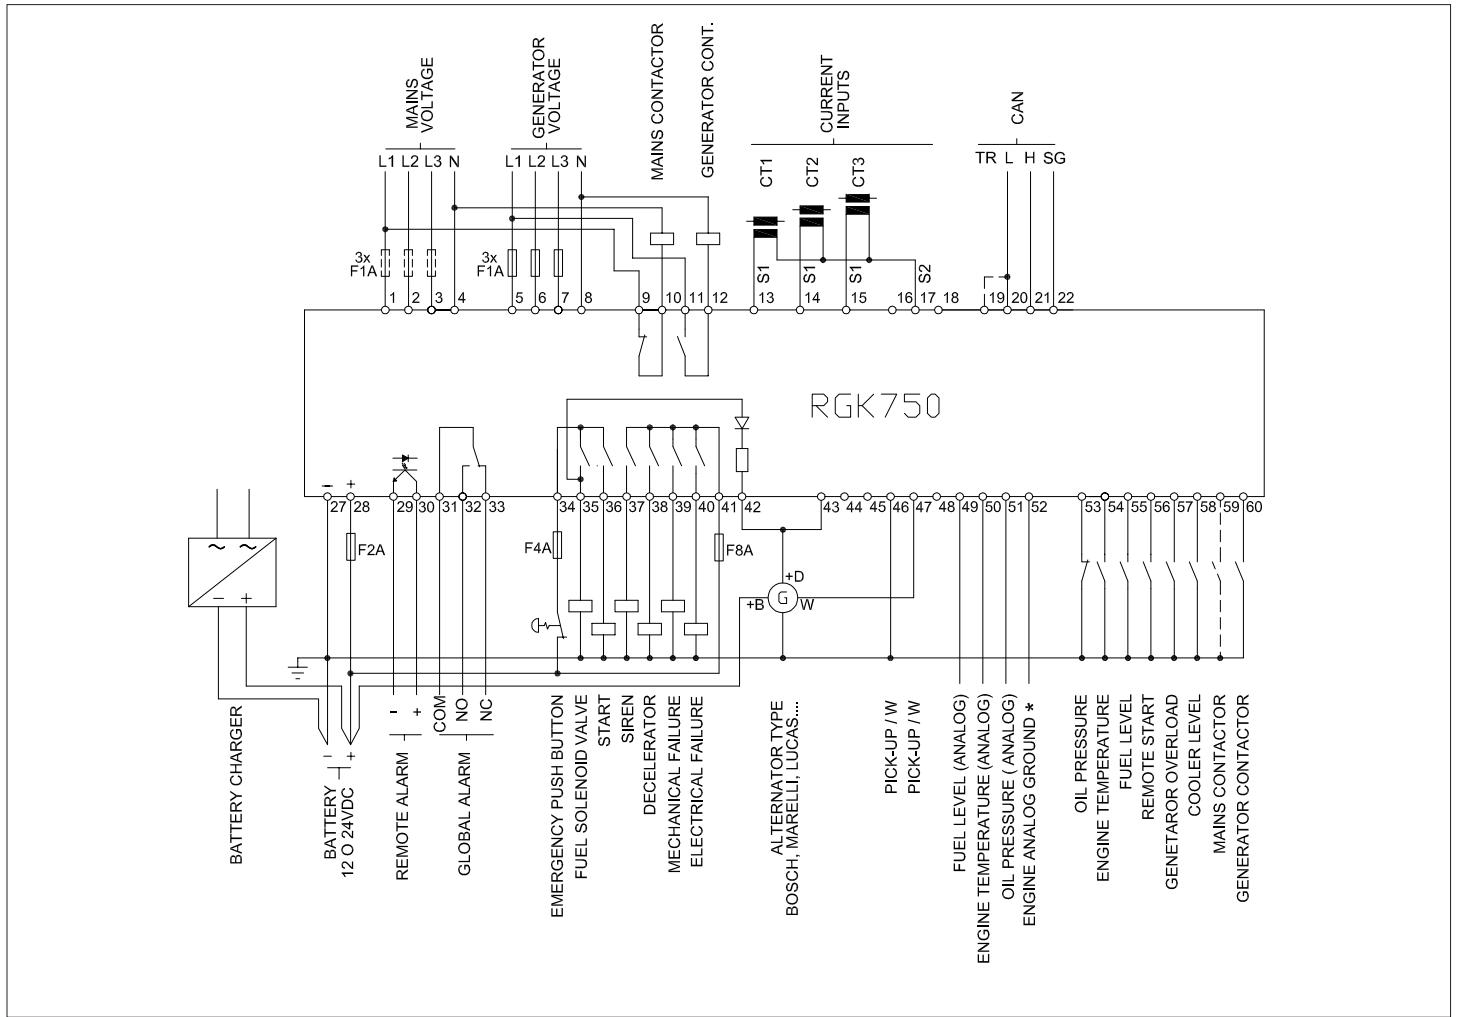 MAINS
VOLTAGE
GENERATOR
VOLTAGE
MAINS CONTACTOR
GENERATOR CONT.
CURRENT
INPUTS
CAN
L1 L2 L3 N
L1 L2 L3 N
CT1
CT2
CT3
TR L H SG
3x
F1A
3x
F1A
S1
S1
S1
S2
1 2 3 4 5 6 7 8 9 10 11 12 13 14 15 16 17 18 19 20 21 22
RGK750
- +
27 28 29 30 31 32 33 34 35 36 37 38 39 40 41 42 43 44 45 46 47 48 49 50 51 52 53 54 55 56 57 58 59 60
~ ~
- +
F2A
F4A
F8A
+D
+B
G
W
- +
- +
COM
NO
NC
BATTERY CHARGER
BATTERY
12 O 24VDC
REMOTE ALARM
GLOBAL ALARM
EMERGENCY PUSH BUTTON
FUEL SOLENOID VALVE
START
SIREN
DECELERATOR
MECHANICAL FAILURE
ELECTRICAL FAILURE
ALTERNATOR TYPE
BOSCH, MARELLI, LUCAS....
PICK-UP / W
PICK-UP / W
FUEL LEVEL (ANALOG)
ENGINE TEMPERATURE (ANALOG)
OIL PRESSURE ( ANALOG)
ENGINE ANALOG GROUND *
OIL PRESSURE
ENGINE TEMPERATURE
FUEL LEVEL
REMOTE START
GENETAROR OVERLOAD
COOLER LEVEL
MAINS CONTACTOR
GENERATOR CONTACTOR